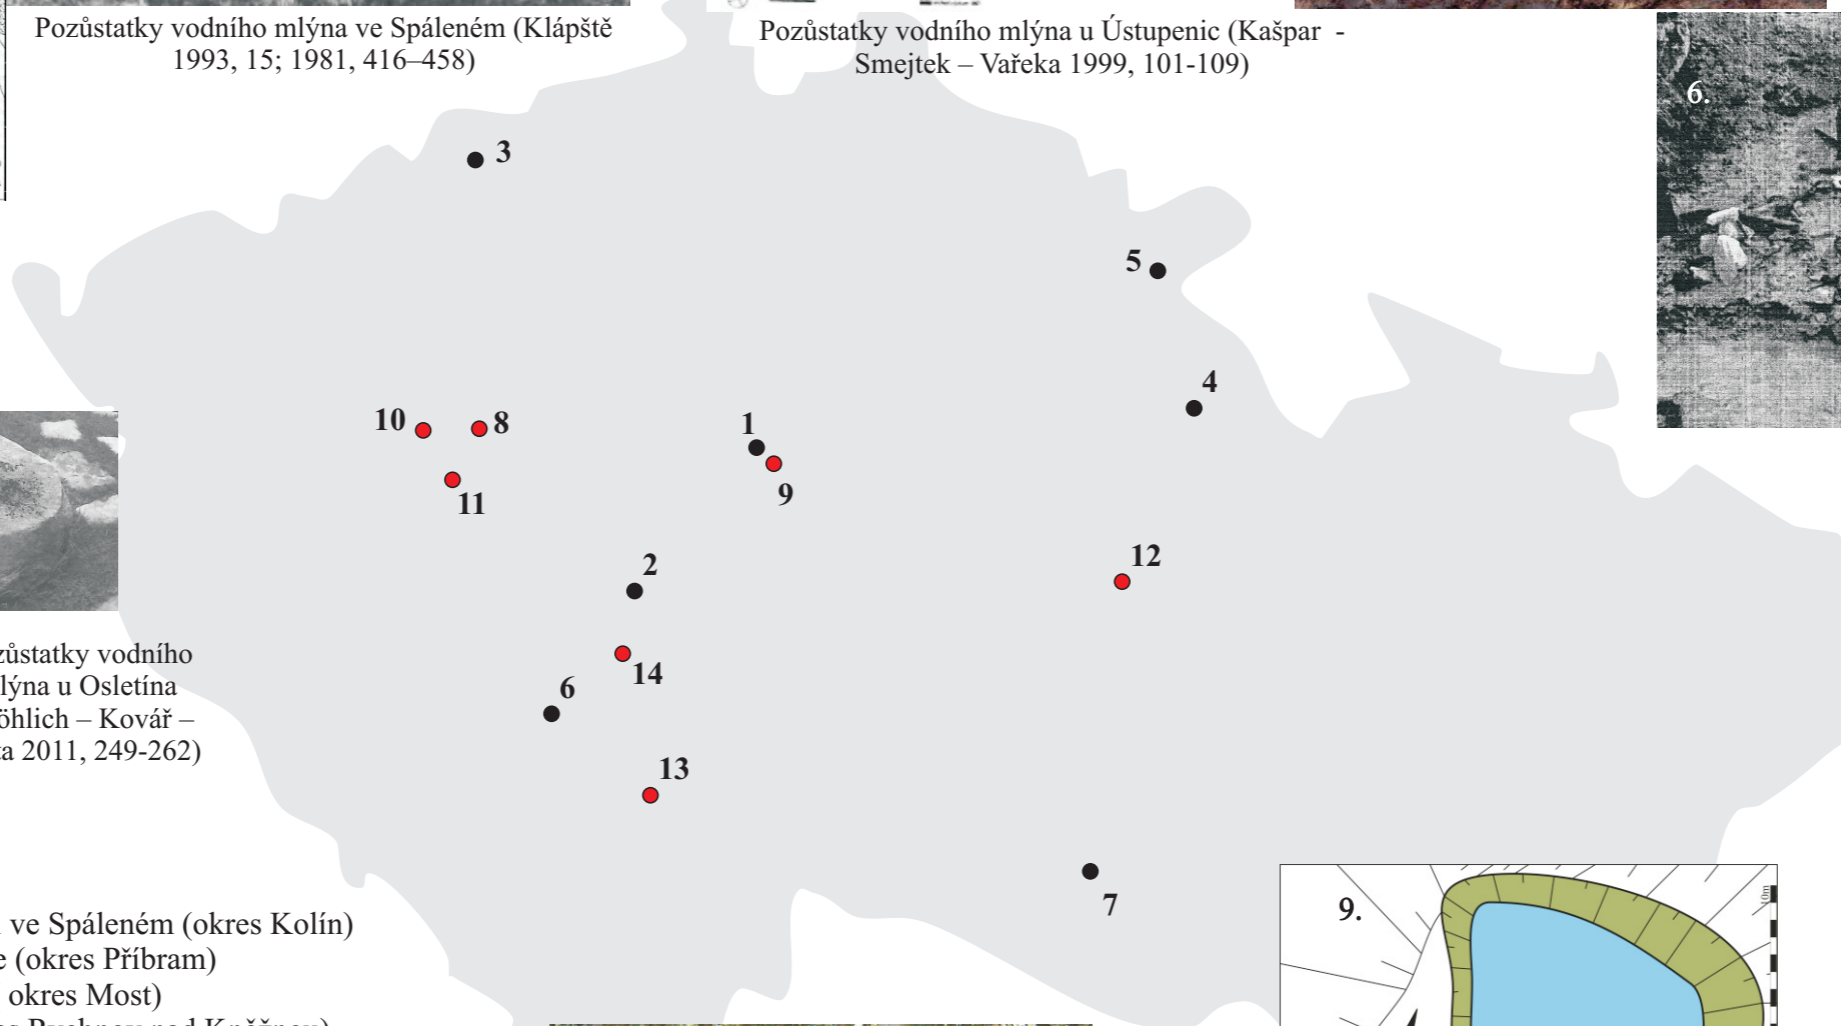 Pozůstatky vodního mlýna ve Spáleném (Klápště
1993, 15; 1981, 416–458)
Pozůstatky vodního mlýna u Ústupenic (Kašpar -
Smejtek – Vařeka 1999, 101-109)
6.
3
5
4
10
8
1
9
11
2
12
14
6
13
7
zůstatky vodního
lýna u Osletína
öhlich – Kovář –
ta 2011, 249-262)
ve Spáleném (okres Kolín)
e (okres Příbram)
okres Most)
9.
10m